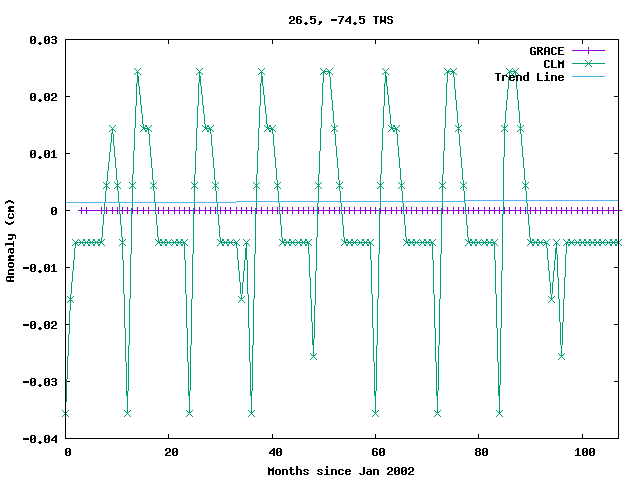 26.5, -74.5 TWS
GRACE
CLM
Trend Line
0.03
0.02
0.01
0
-0.01
-0.02
-0.03
-0.04
Anomaly (cm)
0 20 40 60 80 100
Months since Jan 2002